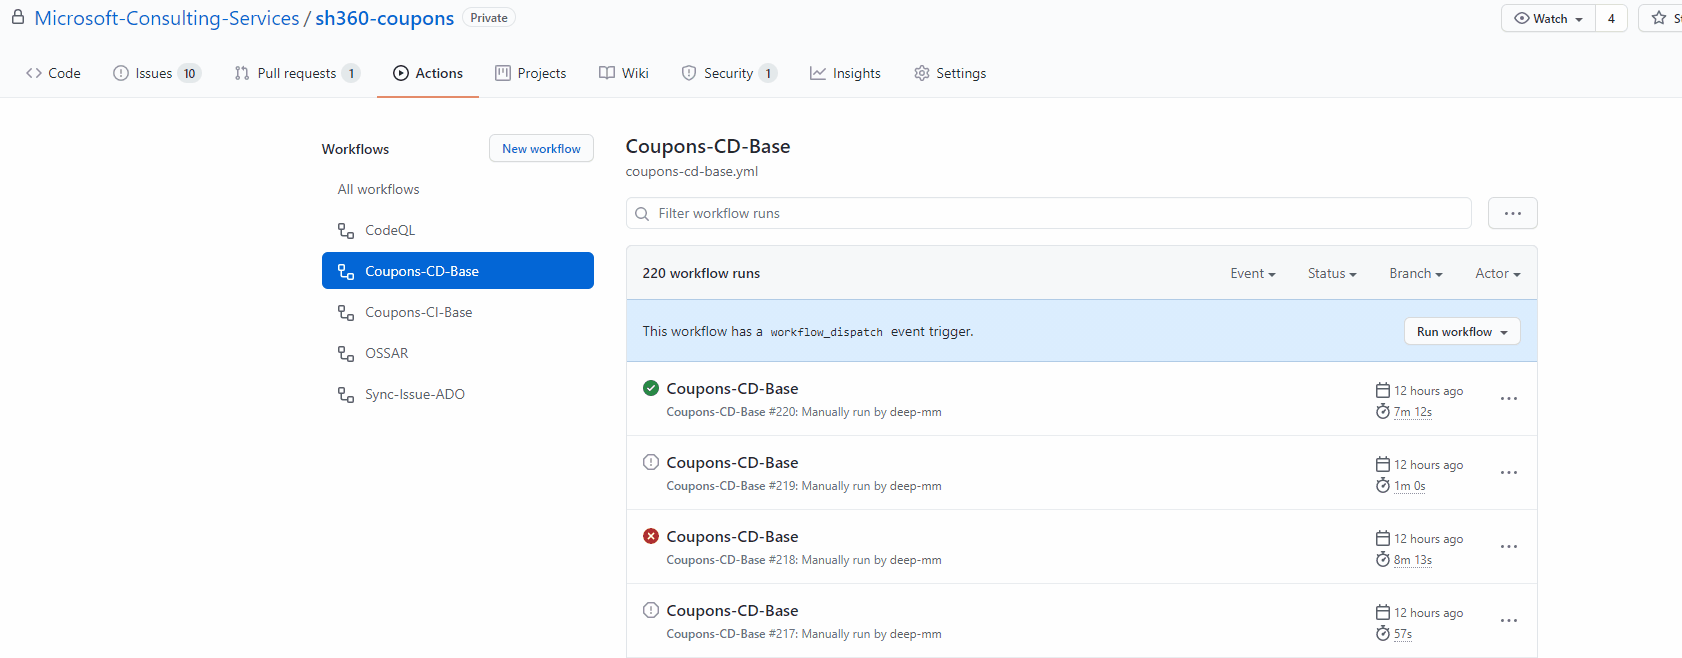 Microsoft-Consulting-Services / sh360-coupons Private
Watch 4
Code Issues 10 Pull requests 1 Actions Projects Wiki Security 1 Insights Settings
Workflows New workflow
All workflows
CodeQL
Coupons-CD-Base
Coupons-CI-Base
OSSAR
Sync-Issue-ADO
Coupons-CD-Base
coupons-cd-base.yml
Filter workflow runs ...
220 workflow runs Event Status Branch Actor
This workflow has a workflow_dispatch event trigger. Run workflow
Coupons-CD-Base 12 hours ago
Coupons-CD-Base #220: Manually run by deep-mm 7m 12s
Coupons-CD-Base 12 hours ago
Coupons-CD-Base #219: Manually run by deep-mm 1m 0s
Coupons-CD-Base 12 hours ago
Coupons-CD-Base #218: Manually run by deep-mm 8m 13s
Coupons-CD-Base 12 hours ago
Coupons-CD-Base #217: Manually run by deep-mm 57s